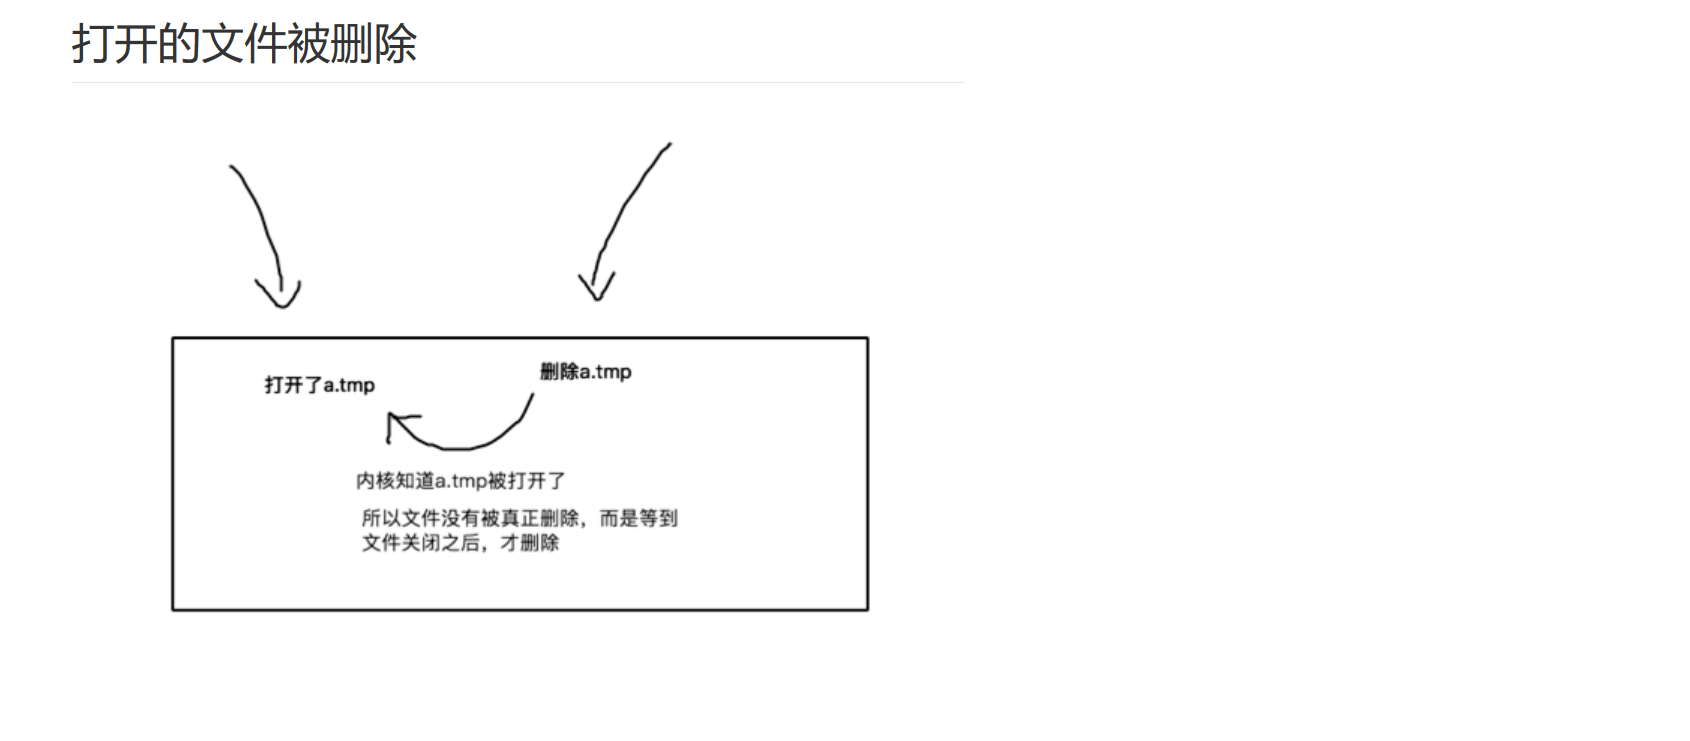 打开的文件被删除
打开了a.tmp
删除a.tmp
内核知道a.tmp被打开了
所以文件没有被真正删除，而是等到
文件关闭之后，才删除